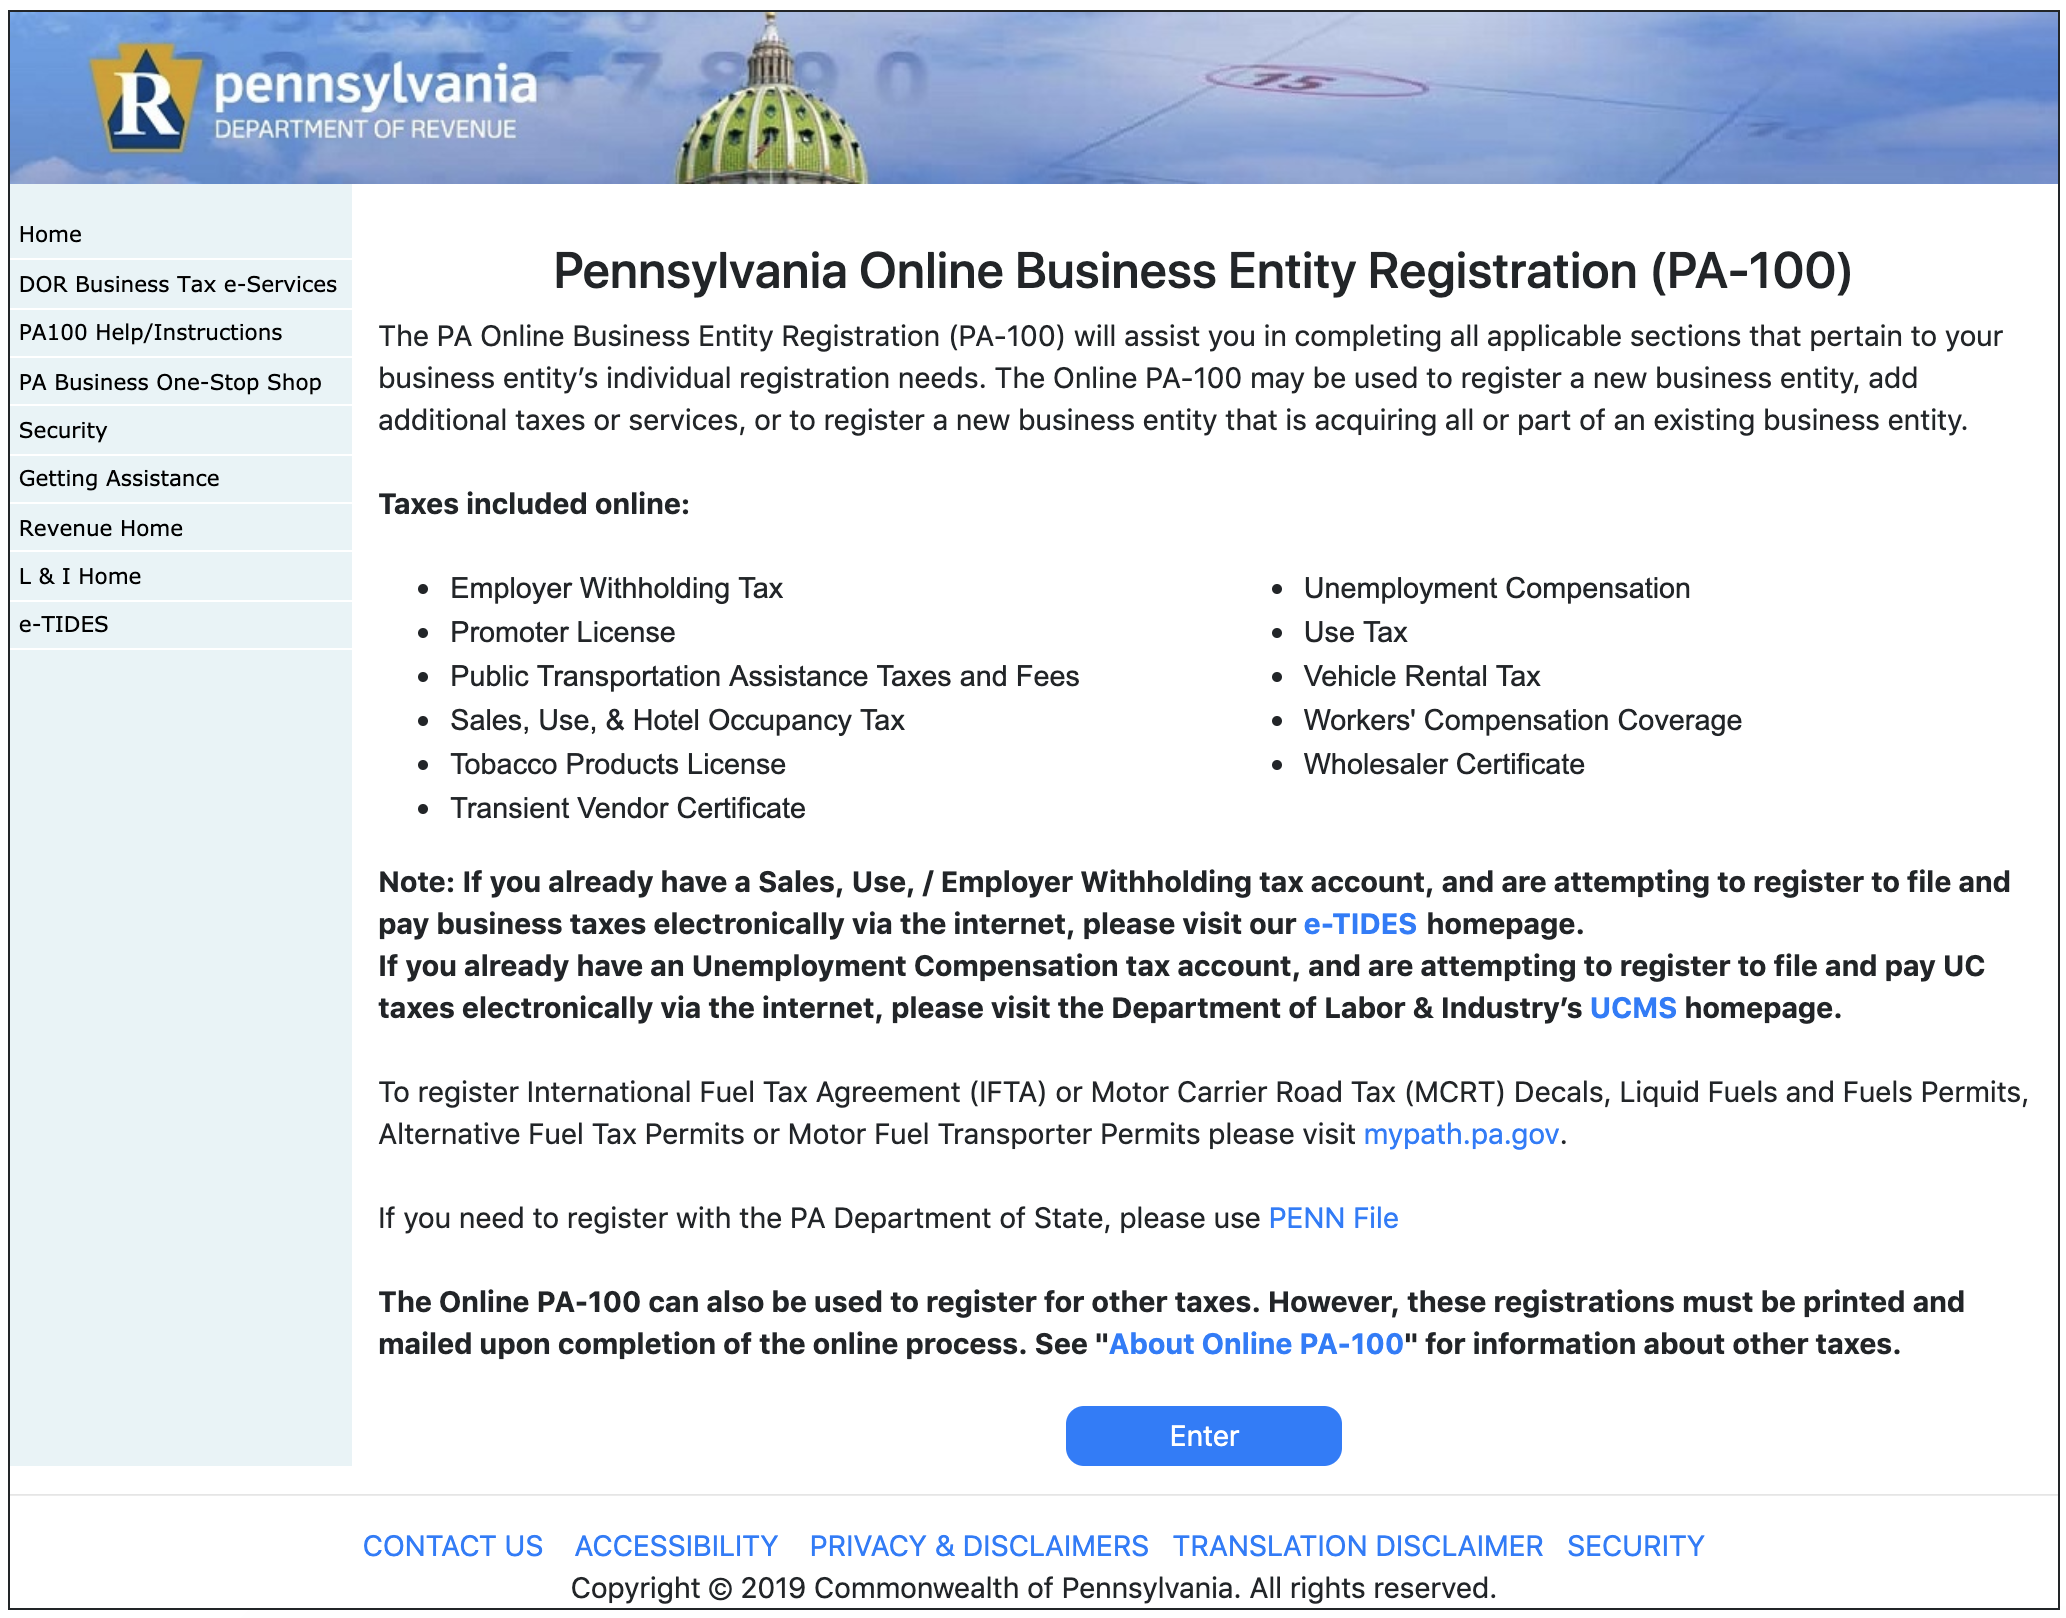 pennsylvania
DEPARTMENT OF REVENUE
R
15
Home
DOR Business Tax e-Services
PA100 Help/Instructions
PA Business One-Stop Shop
Security
Getting Assistance
Revenue Home
L & I Home
e-TIDES
Pennsylvania Online Business Entity Registration (PA-100)
The PA Online Business Entity Registration (PA-100) will assist you in completing all applicable sections that pertain to your
business entity’s individual registration needs. The Online PA-100 may be used to register a new business entity, add
additional taxes or services, or to register a new business entity that is acquiring all or part of an existing business entity.
Taxes included online:
• Employer Withholding Tax
• Promoter License
• Public Transportation Assistance Taxes and Fees
• Sales, Use, & Hotel Occupancy Tax
• Tobacco Products License
• Transient Vendor Certificate
• Unemployment Compensation
• Use Tax
• Vehicle Rental Tax
• Workers' Compensation Coverage
• Wholesaler Certificate
Note: If you already have a Sales, Use, / Employer Withholding tax account, and are attempting to register to file and
pay business taxes electronically via the internet, please visit our e-TIDES homepage.
If you already have an Unemployment Compensation tax account, and are attempting to register to file and pay UC
taxes electronically via the internet, please visit the Department of Labor & Industry’s UCMS homepage.
To register International Fuel Tax Agreement (IFTA) or Motor Carrier Road Tax (MCRT) Decals, Liquid Fuels and Fuels Permits,
Alternative Fuel Tax Permits or Motor Fuel Transporter Permits please visit mypath.pa.gov.
If you need to register with the PA Department of State, please use PENN File
The Online PA-100 can also be used to register for other taxes. However, these registrations must be printed and
mailed upon completion of the online process. See "About Online PA-100" for information about other taxes.
Enter
CONTACT US ACCESSIBILITY PRIVACY & DISCLAIMERS TRANSLATION DISCLAIMER SECURITY
Copyright © 2019 Commonwealth of Pennsylvania. All rights reserved.